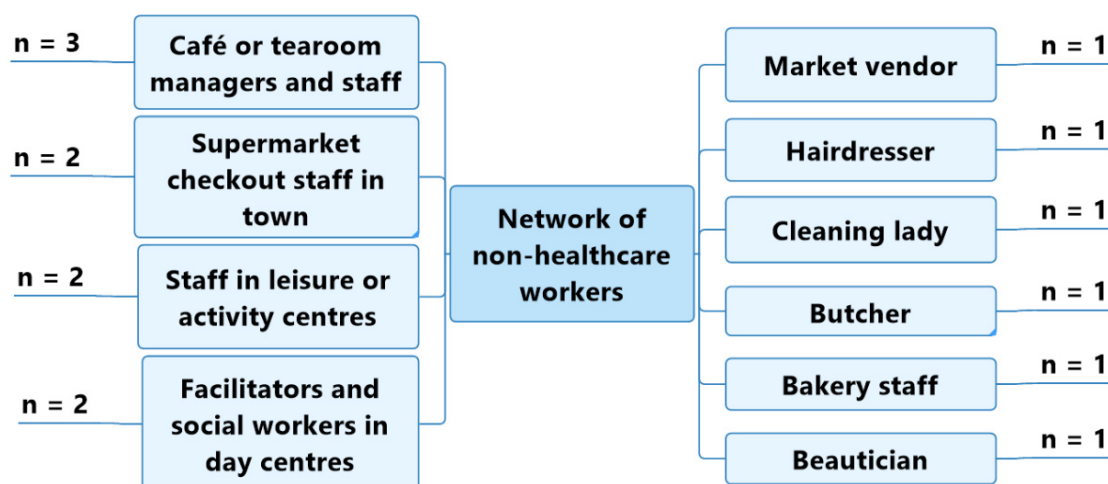 n = 3
Café or tearoom
managers and staff
n = 2
Supermarket
checkout staff in
town
n = 2
Staff in leisure or
activity centres
n = 2
Facilitators and
social workers in
day centres
Network of
non-healthcare
workers
Market vendor
n = 1
Hairdresser
n = 1
Cleaning lady
n = 1
Butcher
n = 1
Bakery staff
n = 1
Beautician
n = 1